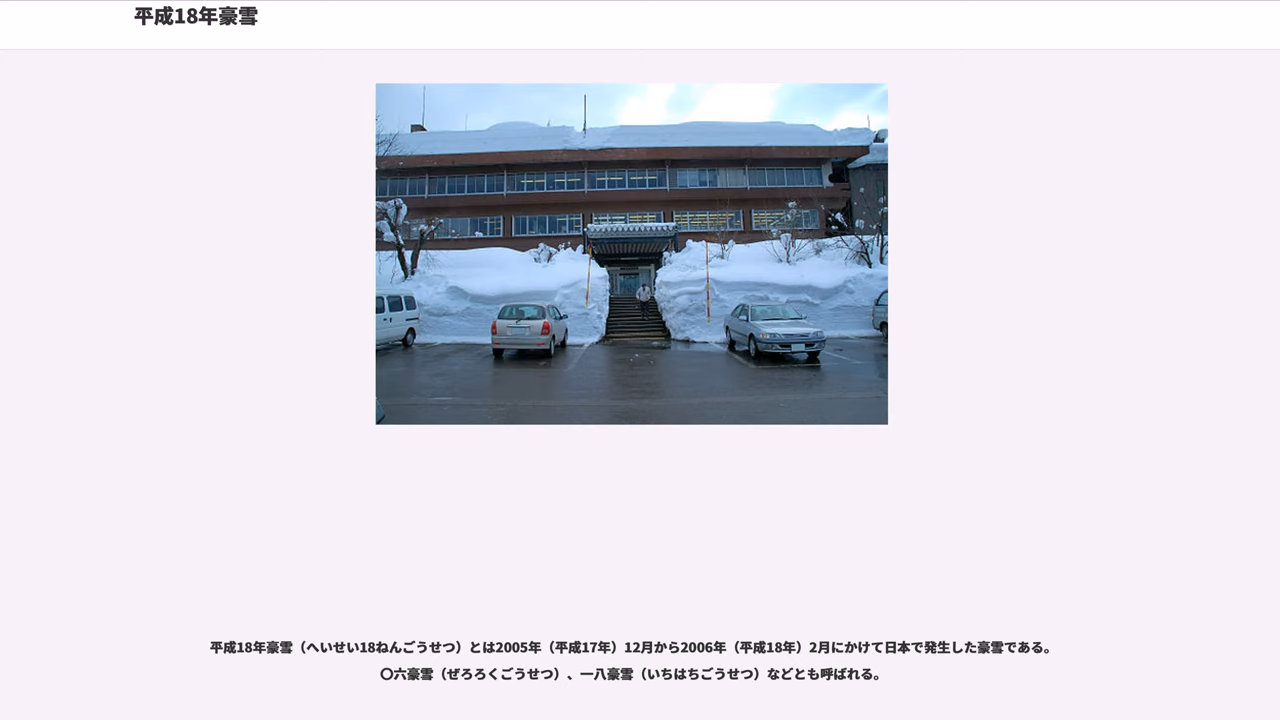 平成18年豪雪
平成18年豪雪（へいせい18ねんごうせつ）とは2005年（平成17年）12月から2006年（平成18年）2月にかけて日本で発生した豪雪である。
〇六豪雪（ぜろろくごうせつ）、一八豪雪（いちはちごうせつ）などとも呼ばれる。